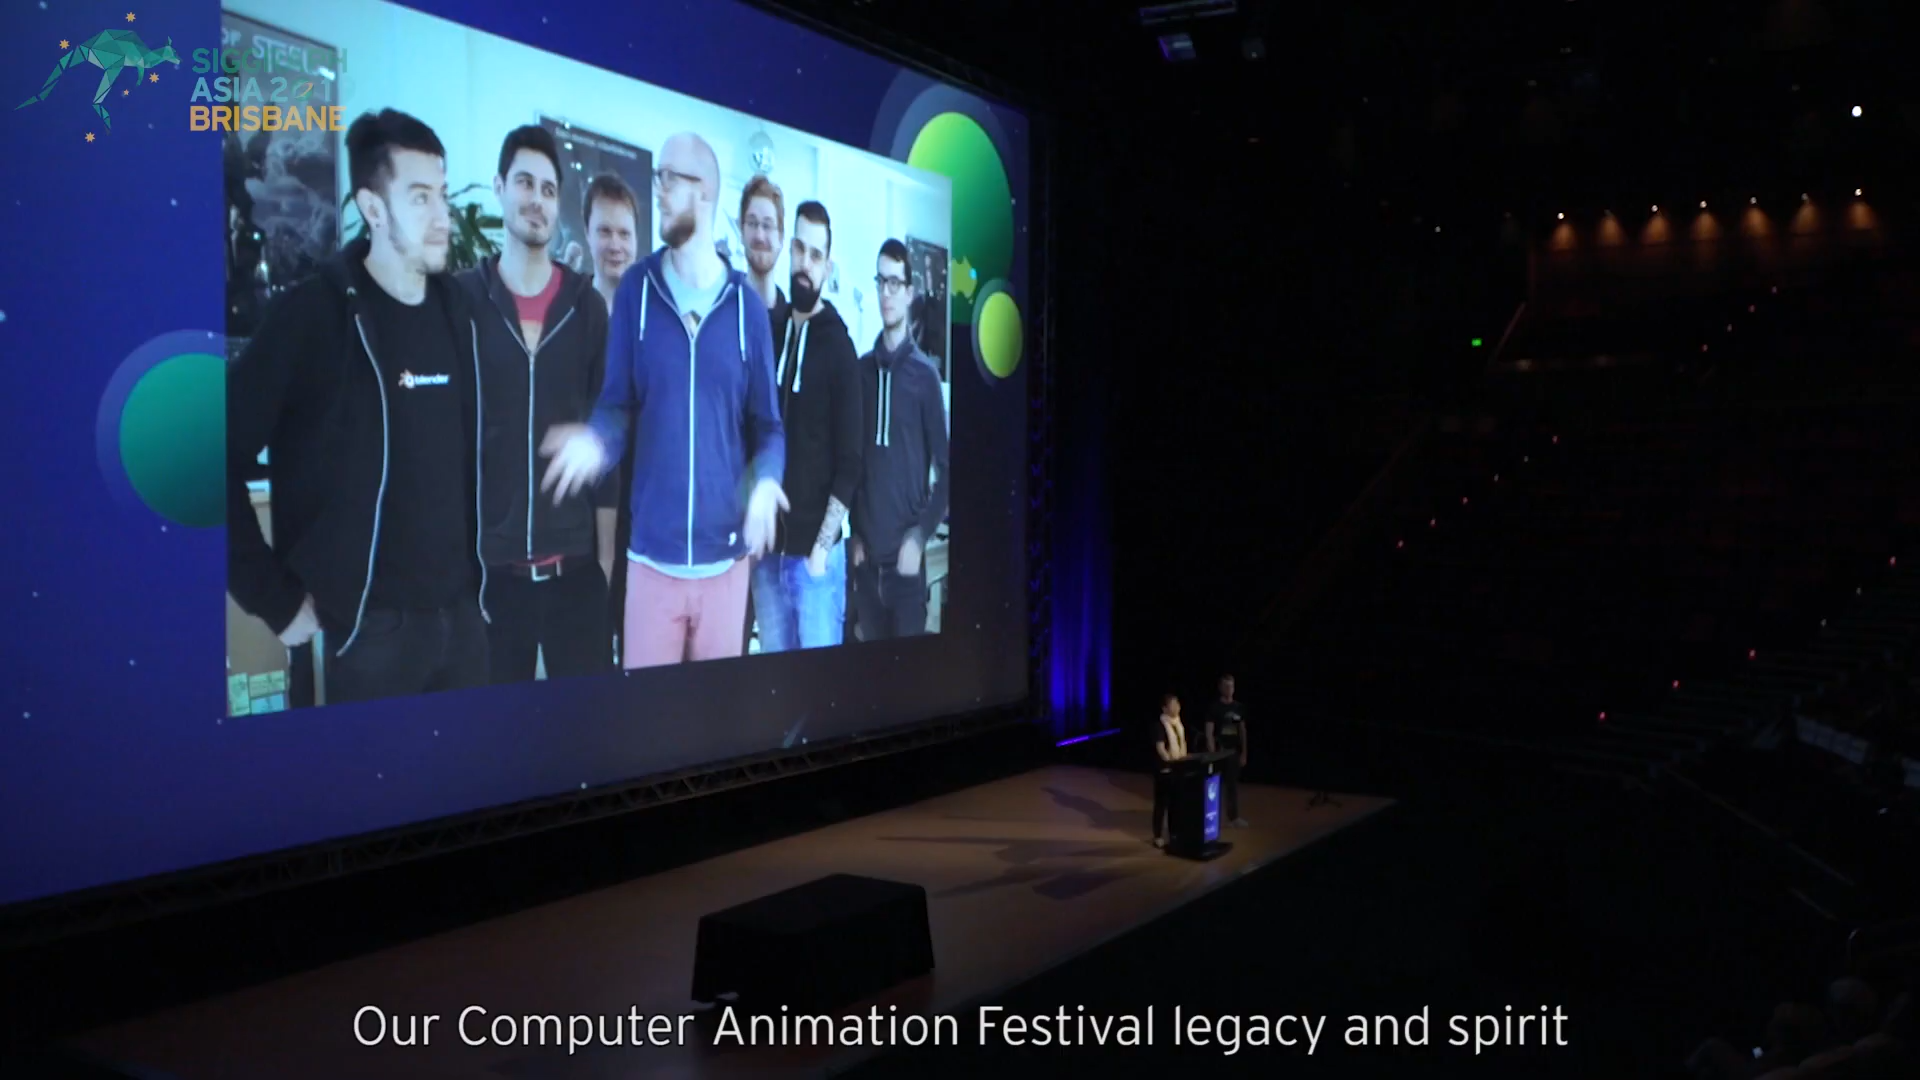 SIGGRAPH
ASIA 2019
BRISBANE
blender
Our Computer Animation Festival legacy and spirit